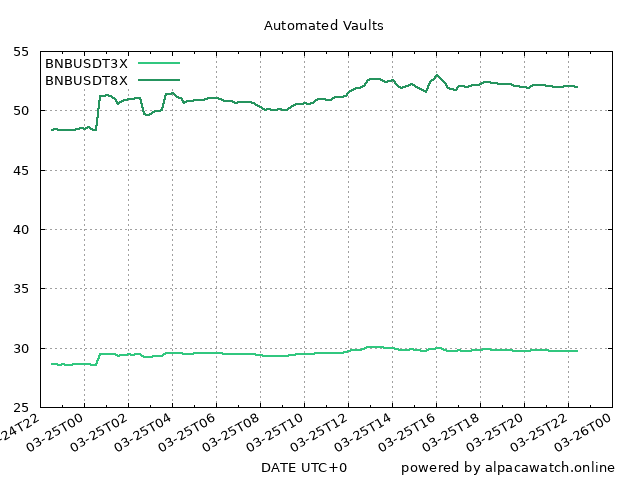 Automated Vaults
BNBUSDT3X
BNBUSDT8X
55
50
45
40
35
30
25
-24T22
03-25T00
03-25T02
03-25T04
03-25T06
03-25T08
03-25T10
03-25T12
03-25T14
03-25T16
03-25T18
03-25T20
03-25T22
03-26T00
DATE UTC+0
powered by alpacawatch.online